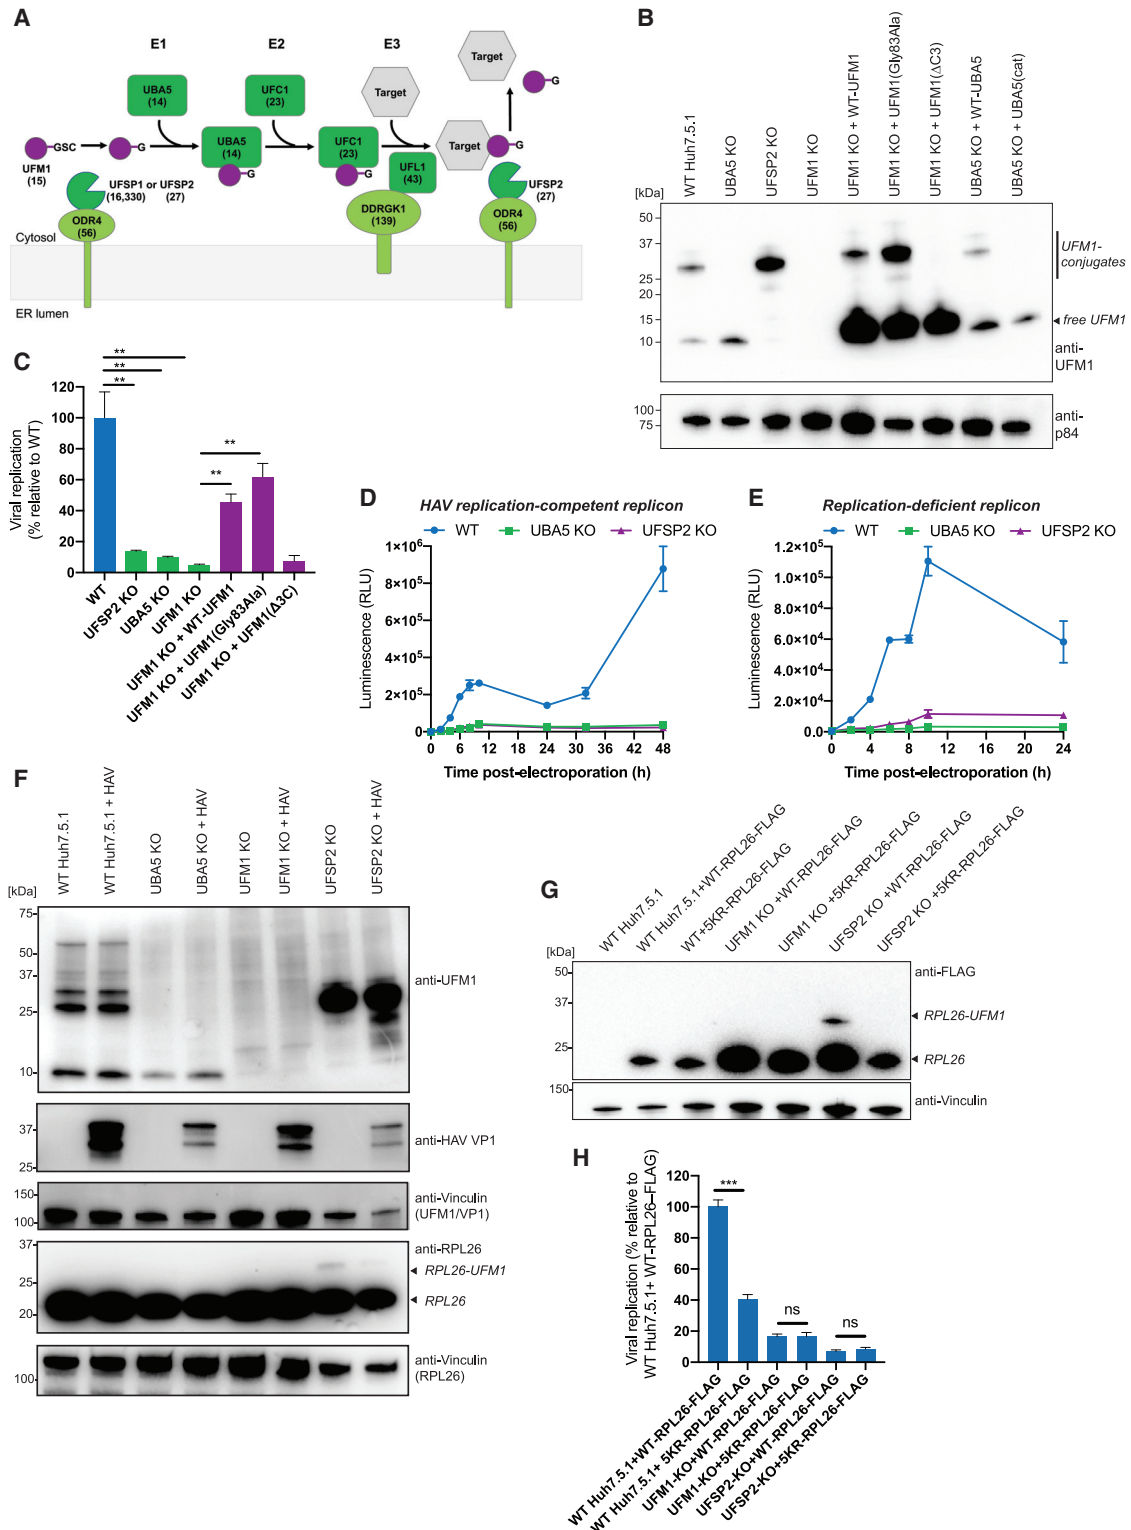 A
E1
E2
E3
Target
UBA5
(14)
UFC1
(23)
Target
G
GSC
G
UFM1
(15)
UBA5
(14)
G
UFC1
(23)
G
UFL1
(43)
Target
G
UFSP1 or UFSP2
(16,330) (27)
ODR4
(56)
DDRGK1
(139)
UFSP2
(27)
ODR4
(56)
Cytosol
ER lumen
B
WT Huh7.5.1
UBA5 KO
UFSP2 KO
UFM1 KO
UFM1 KO + WT-UFM1
UFM1 KO + UFM1(Gly83Ala)
UFM1 KO + UFM1(ΔC3)
UBA5 KO + WT-UBA5
UBA5 KO + UBA5(cat)
[kDa]
50
37
25
20
15
10
UFM1-
conjugates
free UFM1
anti-
UFM1
100
75
anti-
p84
C
Viral replication
(% relative to WT)
120
100
80
60
40
20
0
**
**
**
**
**
WT
UFSP2 KO
UBA5 KO
UFM1 KO
UFM1 KO + WT-UFM1
UFM1 KO + UFM1(Gly83Ala)
UFM1 KO + UFM1(Δ3C)
D
HAV replication-competent replicon
WT UBA5 KO UFSP2 KO
Luminescence (RLU)
1×10⁶
8×10⁵
6×10⁵
4×10⁵
2×10⁵
0
0 6 12 18 24 30 36 42 48
Time post-electroporation (h)
E
Replication-deficient replicon
WT UBA5 KO UFSP2 KO
Luminescence (RLU)
1.2×10⁵
1.0×10⁵
8.0×10⁴
6.0×10⁴
4.0×10⁴
2.0×10⁴
0.0
0 4 8 12 16 20 24
Time post-electroporation (h)
F
WT Huh7.5.1
WT Huh7.5.1 + HAV
UBA5 KO
UBA5 KO + HAV
UFM1 KO
UFM1 KO + HAV
UFSP2 KO
UFSP2 KO + HAV
[kDa]
75
50
37
25
10
anti-UFM1
37
25
anti-HAV VP1
150
100
anti-Vinculin
(UFM1/VP1)
37
25
20
anti-RPL26
RPL26-UFM1
RPL26
100
anti-Vinculin
(RPL26)
G
WT Huh7.5.1
WT Huh7.5.1+WT-RPL26-FLAG
WT+5KR-RPL26-FLAG
UFM1 KO +WT-RPL26-FLAG
UFM1 KO +5KR-RPL26-FLAG
UFSP2 KO +WT-RPL26-FLAG
UFSP2 KO +5KR-RPL26-FLAG
[kDa]
50
37
25
anti-FLAG
RPL26-UFM1
RPL26
150
anti-Vinculin
H
Viral replication (% relative to
WT Huh7.5.1+ WT-RPL26–FLAG)
120
100
80
60
40
20
0
***
ns
ns
WT Huh7.5.1+WT-RPL26-FLAG
WT Huh7.5.1+ 5KR-RPL26-FLAG
UFM1-KO+WT-RPL26-FLAG
UFM1-KO+5KR-RPL26-FLAG
UFSP2-KO+WT-RPL26-FLAG
UFSP2-KO+5KR-RPL26-FLAG